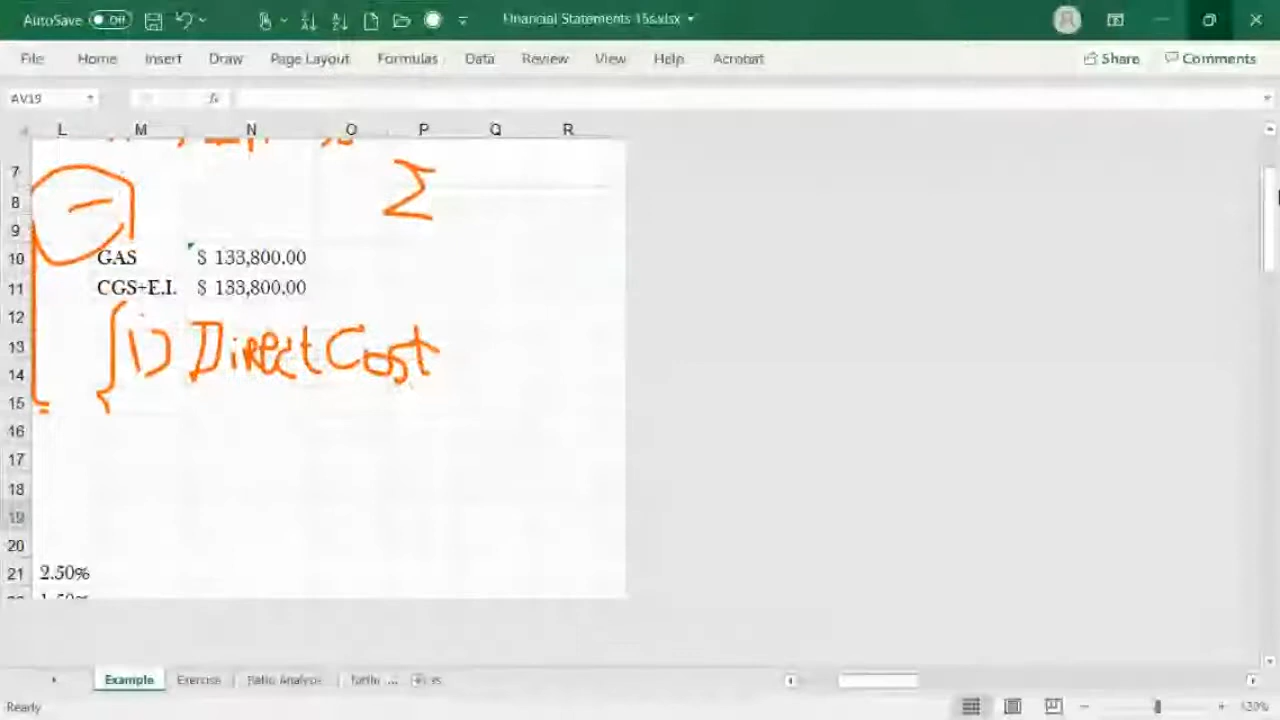 AutoSave Off Financial Statements 15s.xlsx
File Home Insert Draw Page Layout Formulas Data Review View Help Acrobat Share Comments
AV19 fx
L M N O P Q R
7 Σ
8 –
9
10 GAS $ 133,800.00
11 CGS+E.I. $ 133,800.00
12
13 1) Direct Cost
14
15
16
17
18
19
20
21 2.50%
Example Exercise Ratio Analysis
Ready